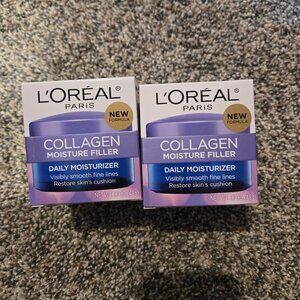 L'ORÉAL
PARIS
NEW
FORMULA
COLLAGEN
MOISTURE FILLER
DAILY MOISTURIZER
Visibly smooth fine lines
Restore skin's cushion
L'ORÉAL
PARIS
NEW
FORMULA
COLLAGEN
MOISTURE FILLER
DAILY MOISTURIZER
Visibly smooth fine lines
Restore skin's cushion